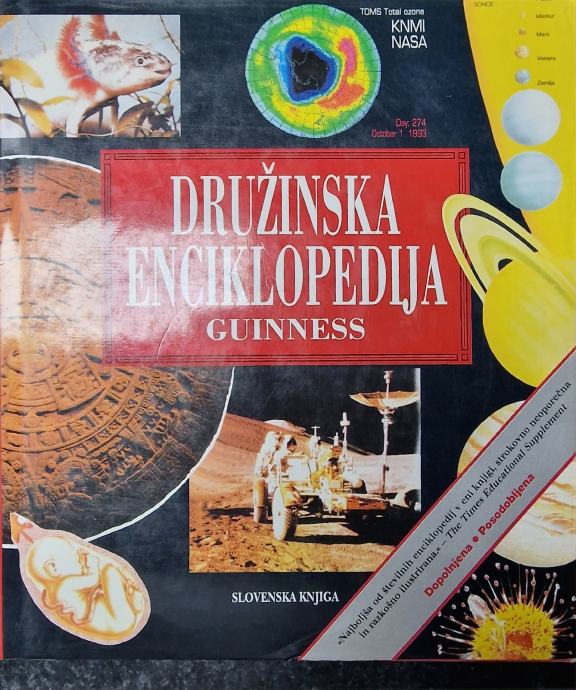 TOMS Total ozone
KNMI
NASA
Day: 274
October 1, 1993
SONCE
Merkur
Mars
Venera
Zemlja
DRUŽINSKA
ENCIKLOPEDIJA
GUINNESS
»Najboljša od številnih enciklopedij v eni knjigi, strokovno neoporečna
in razkošno ilustrirana.« – The Times Educational Supplement
Dopolnjena • Posodobljena
SLOVENSKA KNJIGA